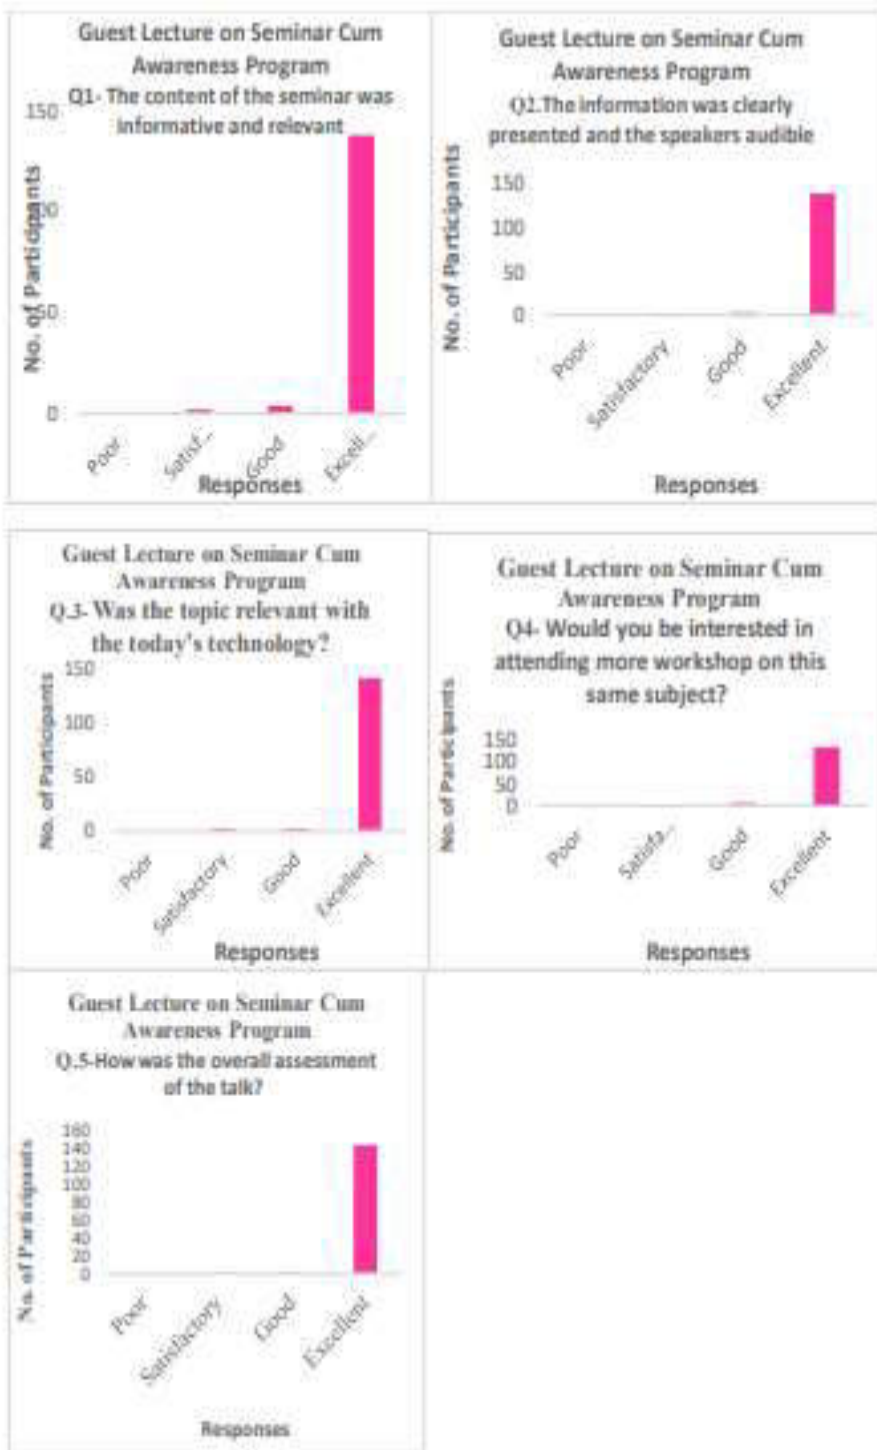 Guest Lecture on Seminar Cum
Awareness Program
Q1- The content of the seminar was
informative and relevant
150
100
50
0
No. of Participants
Poor
Satisf...
Good
Excell...
Responses
Guest Lecture on Seminar Cum
Awareness Program
Q2.The information was clearly
presented and the speakers audible
150
100
50
0
No. of Participants
Poor
Satisfactory
Good
Excellent
Responses
Guest Lecture on Seminar Cum
Awareness Program
Q.3- Was the topic relevant with
the today's technology?
150
100
50
0
No. of Participants
Poor
Satisfactory
Good
Excellent
Responses
Guest Lecture on Seminar Cum
Awareness Program
Q4- Would you be interested in
attending more workshop on this
same subject?
150
100
50
0
No. of Participants
Poor
Satisfa...
Good
Excellent
Responses
Guest Lecture on Seminar Cum
Awareness Program
Q.5-How was the overall assessment
of the talk?
160
140
120
100
80
60
40
20
0
No. of Participants
Poor
Satisfactory
Good
Excellent
Responses